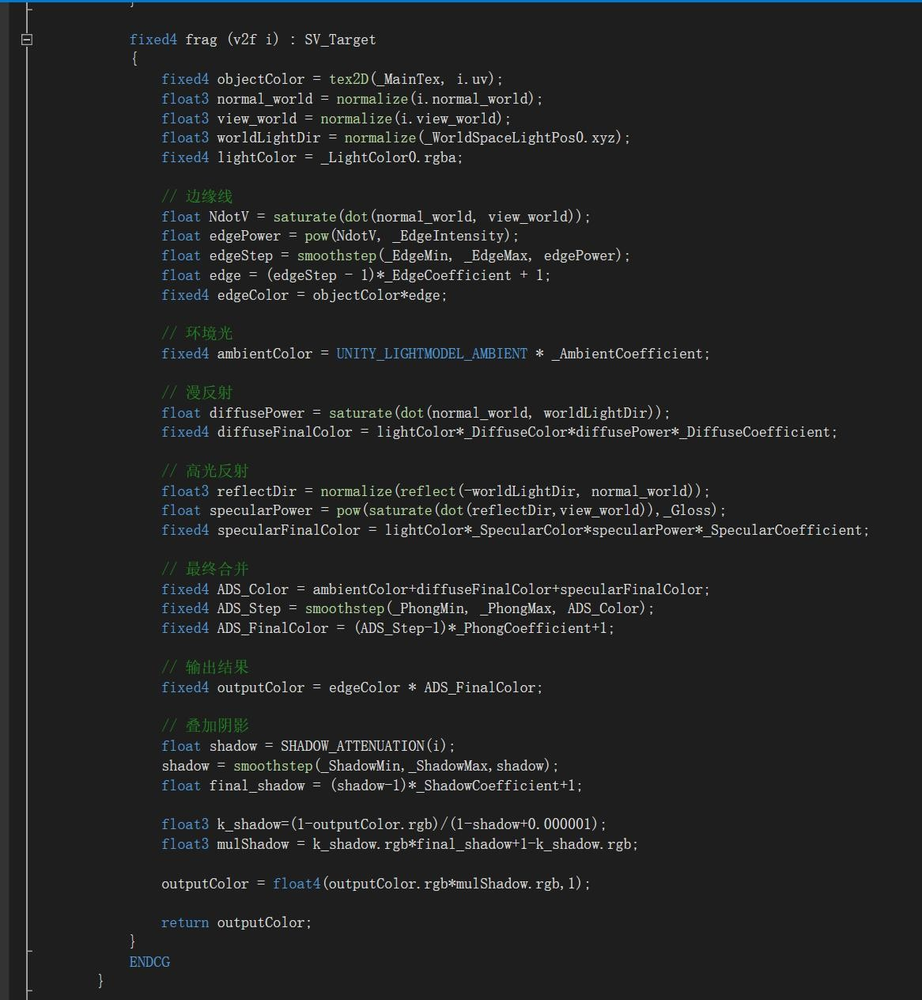 }
fixed4 frag (v2f i) : SV_Target
{
fixed4 objectColor = tex2D(_MainTex, i.uv);
float3 normal_world = normalize(i.normal_world);
float3 view_world = normalize(i.view_world);
float3 worldLightDir = normalize(_WorldSpaceLightPos0.xyz);
fixed4 lightColor = _LightColor0.rgba;
// 边缘线
float NdotV = saturate(dot(normal_world, view_world));
float edgePower = pow(NdotV, _EdgeIntensity);
float edgeStep = smoothstep(_EdgeMin, _EdgeMax, edgePower);
float edge = (edgeStep - 1)*_EdgeCoefficient + 1;
fixed4 edgeColor = objectColor*edge;
// 环境光
fixed4 ambientColor = UNITY_LIGHTMODEL_AMBIENT * _AmbientCoefficient;
// 漫反射
float diffusePower = saturate(dot(normal_world, worldLightDir));
fixed4 diffuseFinalColor = lightColor*_DiffuseColor*diffusePower*_DiffuseCoefficient;
// 高光反射
float3 reflectDir = normalize(reflect(-worldLightDir, normal_world));
float specularPower = pow(saturate(dot(reflectDir,view_world)),_Gloss);
fixed4 specularFinalColor = lightColor*_SpecularColor*specularPower*_SpecularCoefficient;
// 最终合并
fixed4 ADS_Color = ambientColor+diffuseFinalColor+specularFinalColor;
fixed4 ADS_Step = smoothstep(_PhongMin, _PhongMax, ADS_Color);
fixed4 ADS_FinalColor = (ADS_Step-1)*_PhongCoefficient+1;
// 输出结果
fixed4 outputColor = edgeColor * ADS_FinalColor;
// 叠加阴影
float shadow = SHADOW_ATTENUATION(i);
shadow = smoothstep(_ShadowMin,_ShadowMax,shadow);
float final_shadow = (shadow-1)*_ShadowCoefficient+1;
float3 k_shadow=(1-outputColor.rgb)/(1-shadow+0.000001);
float3 mulShadow = k_shadow.rgb*final_shadow+1-k_shadow.rgb;
outputColor = float4(outputColor.rgb*mulShadow.rgb,1);
return outputColor;
}
ENDCG
}